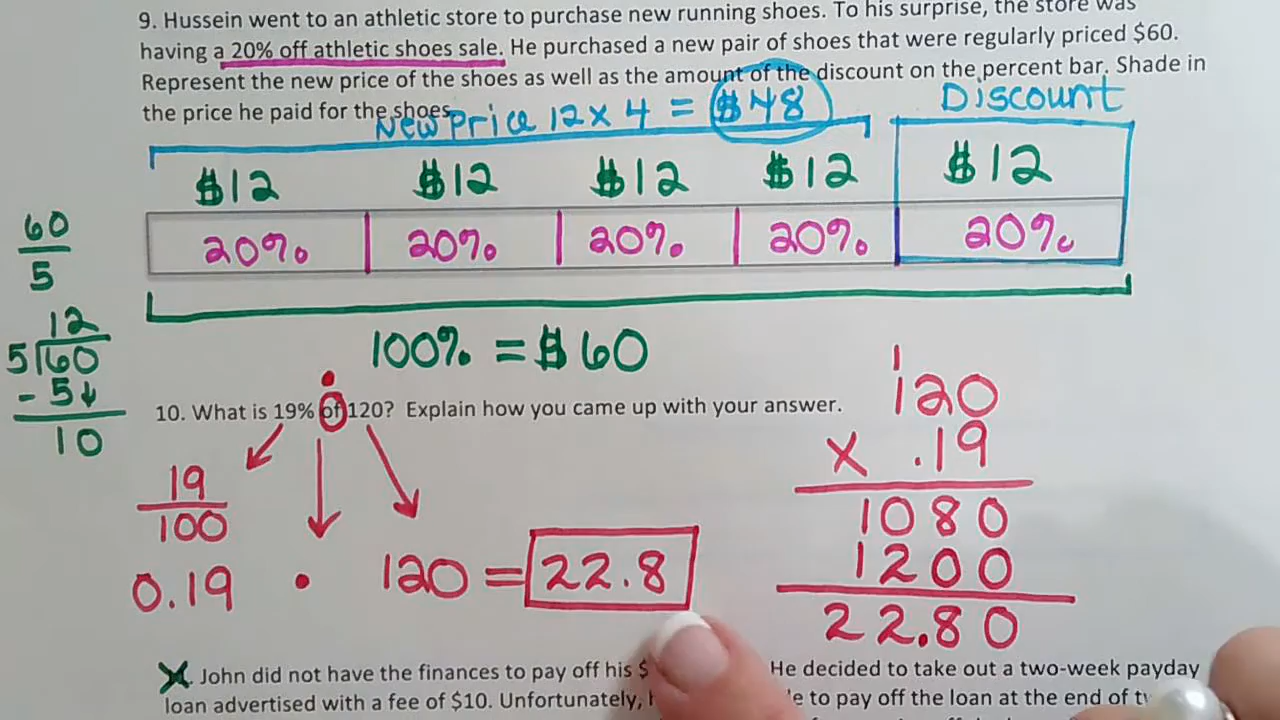 9. Hussein went to an athletic store to purchase new running shoes. To his surprise, the store was
having a 20% off athletic shoes sale. He purchased a new pair of shoes that were regularly priced $60.
Represent the new price of the shoes as well as the amount of the discount on the percent bar. Shade in
the price he paid for the shoes.
New Price 12 x 4 = $48
Discount
$12 $12 $12 $12 $12
20% 20% 20% 20% 20%
60
5
12
5 60
- 5
10
100% = $60
10. What is 19% of 120? Explain how you came up with your answer.
19
100
0.19 • 120 = 22.8
1
120
x .19
1080
1200
22.80
John did not have the finances to pay off his $ He decided to take out a two-week payday
loan advertised with a fee of $10. Unfortunately, to pay off the loan at the end of